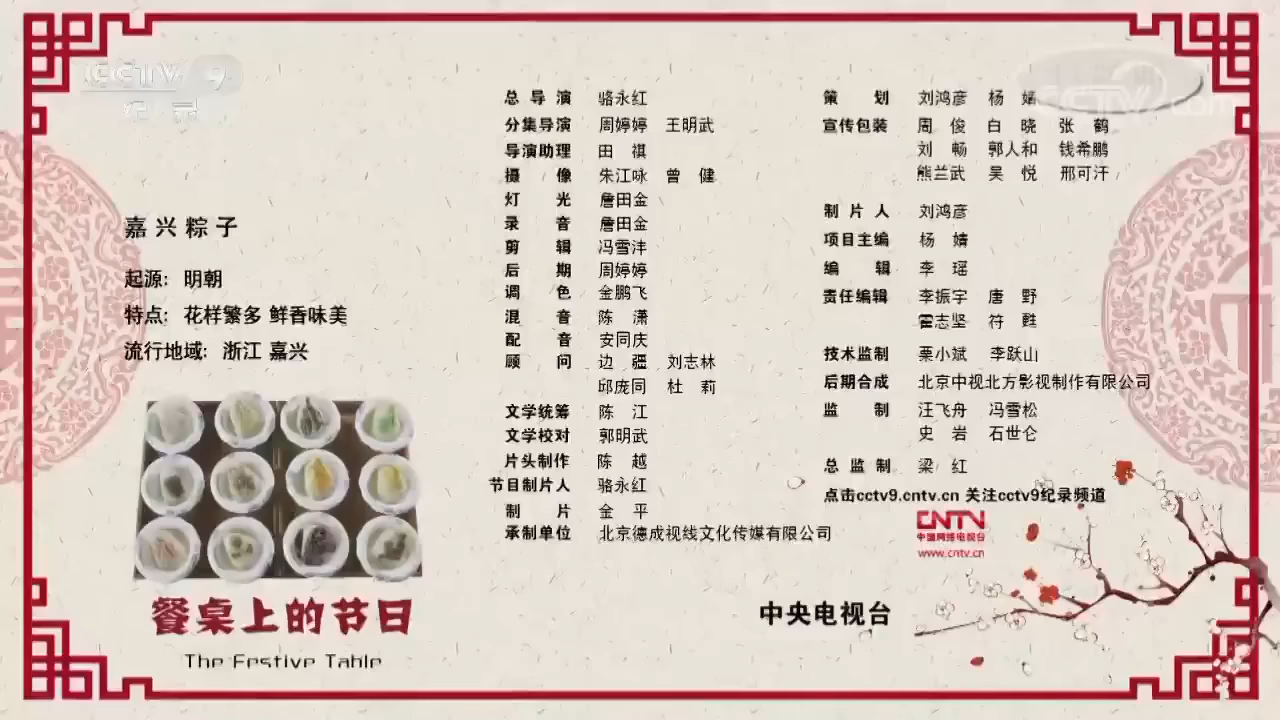 CCTV 9
纪录
嘉兴粽子
起源: 明朝
特点: 花样繁多 鲜香味美
流行地域: 浙江 嘉兴
餐桌上的节日
The Festive Table
总导演 骆永红
分集导演 周婷婷 王明武
导演助理 田祺
摄像 朱江咏 曾健
灯光 詹田金
录音 詹田金
剪辑 冯雪沣
后期 周婷婷
调色 金鹏飞
混音 陈潇
配音 安同庆
顾问 边疆 刘志林
邱庞同 杜莉
文学统筹 陈江
文学校对 郭明武
片头制作 陈越
节目制片人 骆永红
制片 金平
承制单位 北京德成视线文化传媒有限公司
策划 刘鸿彦 杨婧
宣传包装 周俊 白晓 张鹤
刘畅 郭人和 钱希鹏
熊兰武 吴悦 邢可汗
制片人 刘鸿彦
项目主编 杨婧
编辑 李瑶
责任编辑 李振宇 唐野
霍志坚 符甦
技术监制 栗小斌 李跃山
后期合成 北京中视北方影视制作有限公司
监制 汪飞舟 冯雪松
史岩 石世仑
总监制 梁红
点击cctv9.cntv.cn 关注cctv9纪录频道
CNTV
中国网络电视台
www.cntv.cn
中央电视台
CCTV.com